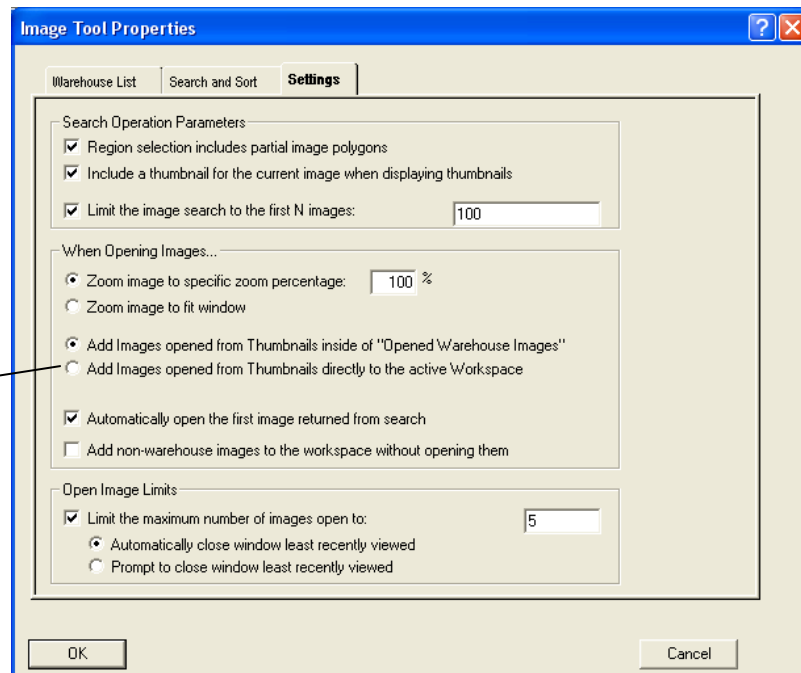 Image Tool Properties
Warehouse List Search and Sort Settings
Search Operation Parameters
Region selection includes partial image polygons
Include a thumbnail for the current image when displaying thumbnails
Limit the image search to the first N images: 100
When Opening Images...
Zoom image to specific zoom percentage: 100 %
Zoom image to fit window
Add Images opened from Thumbnails inside of "Opened Warehouse Images"
Add Images opened from Thumbnails directly to the active Workspace
Automatically open the first image returned from search
Add non-warehouse images to the workspace without opening them
Open Image Limits
Limit the maximum number of images open to: 5
Automatically close window least recently viewed
Prompt to close window least recently viewed
OK Cancel